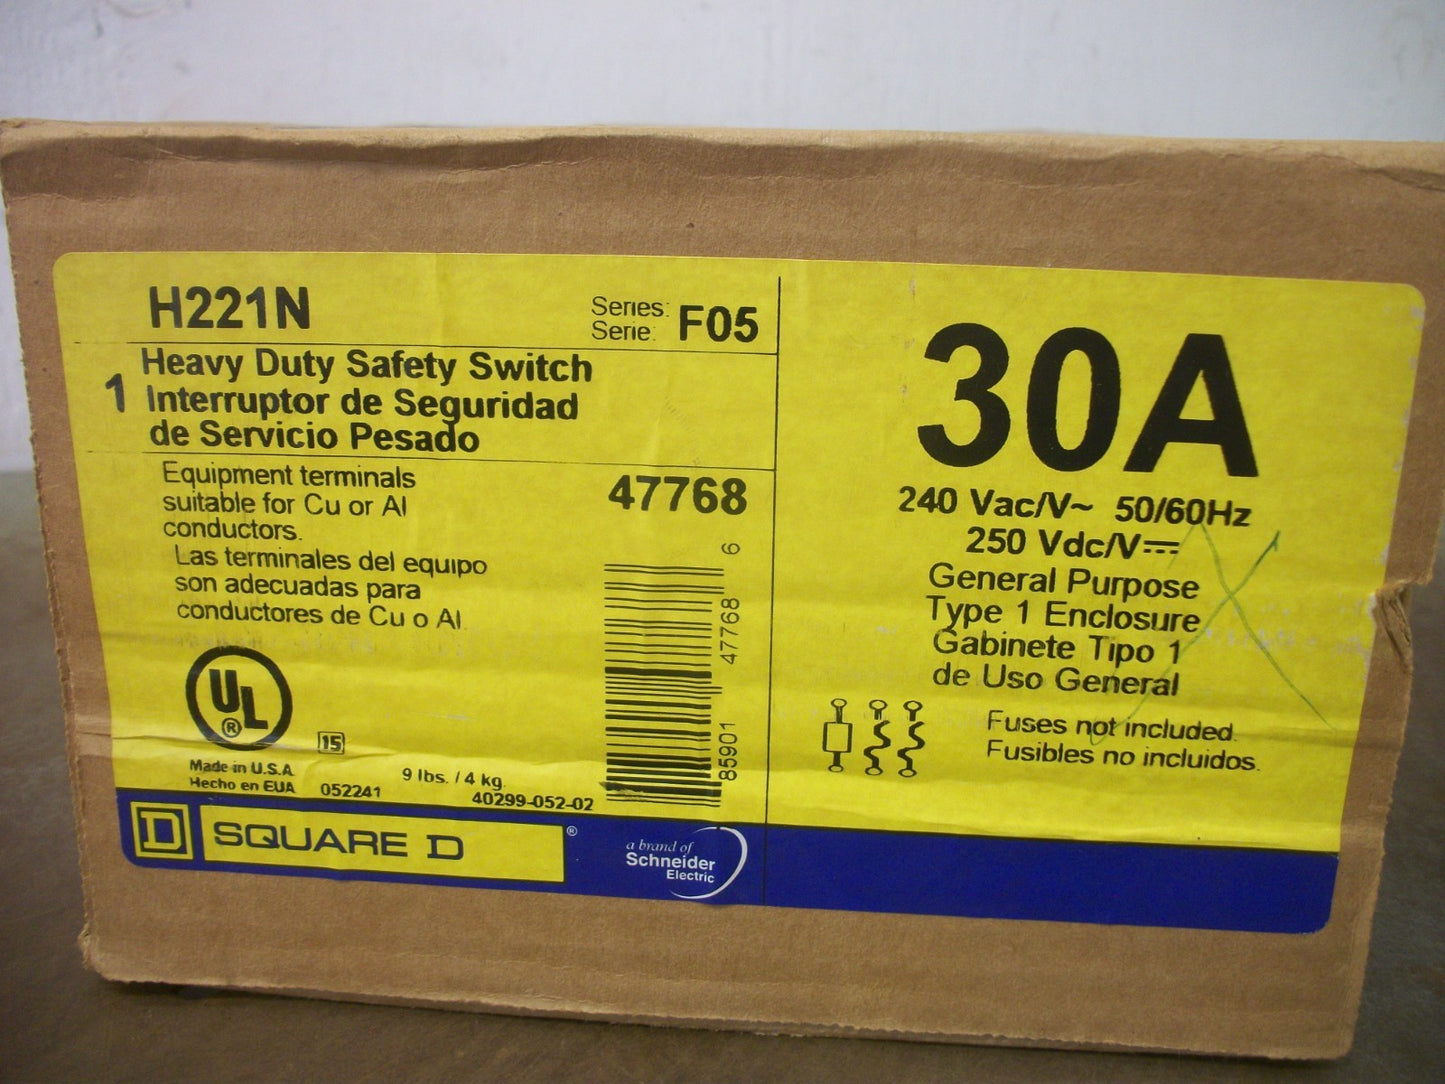 H221N
Series:
Serie:
F05
1
Heavy Duty Safety Switch
Interruptor de Seguridad
de Servicio Pesado
Equipment terminals
suitable for Cu or Al
conductors.
Las terminales del equipo
son adecuadas para
conductores de Cu o Al.
47768
85901 47768 6
UL
®
15
Made in U.S.A.
Hecho en EUA
052241
9 lbs. / 4 kg.
40299-052-02
30A
240 Vac/V~ 50/60Hz
250 Vdc/V⎓
General Purpose
Type 1 Enclosure
Gabinete Tipo 1
de Uso General
Fuses not included.
Fusibles no incluidos.
D SQUARE D ®
a brand of
Schneider
Electric